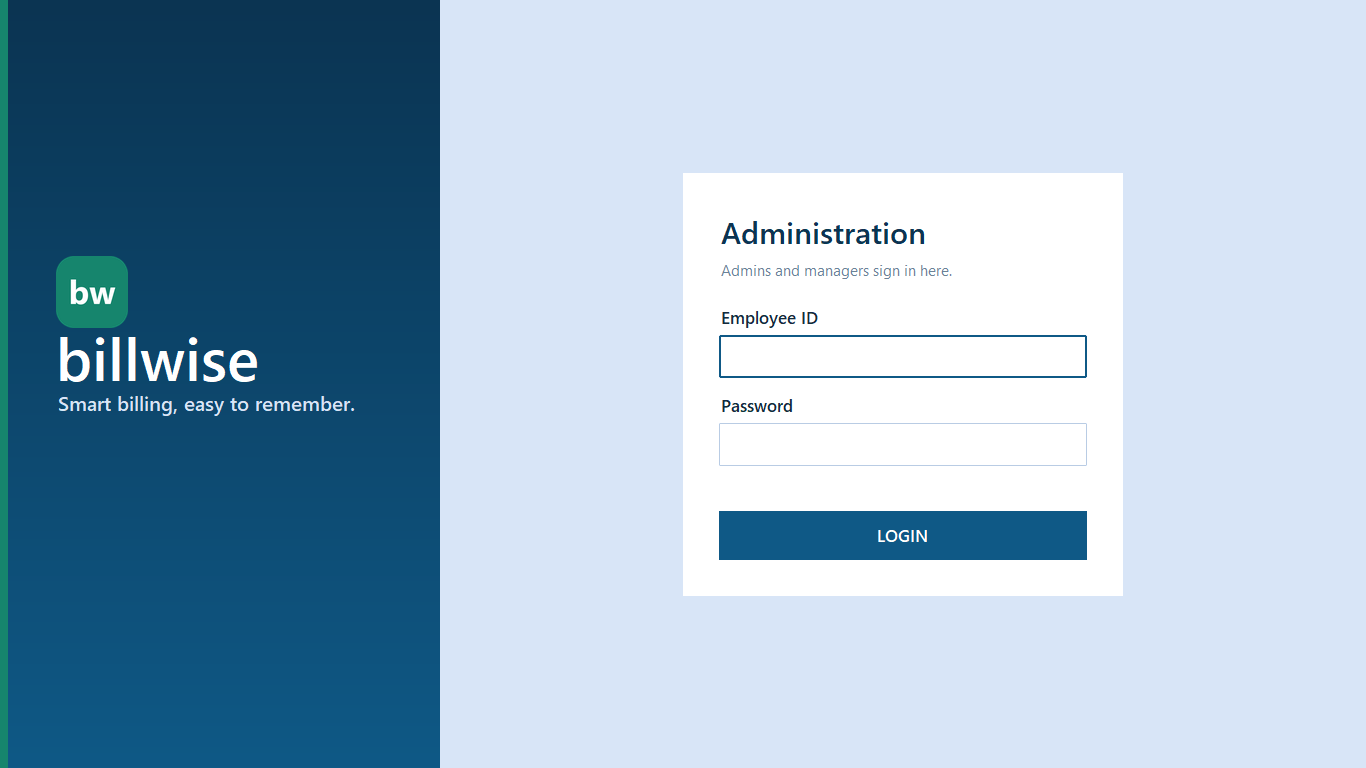 bw
billwise
Smart billing, easy to remember.
Administration
Admins and managers sign in here.
Employee ID
Password
LOGIN